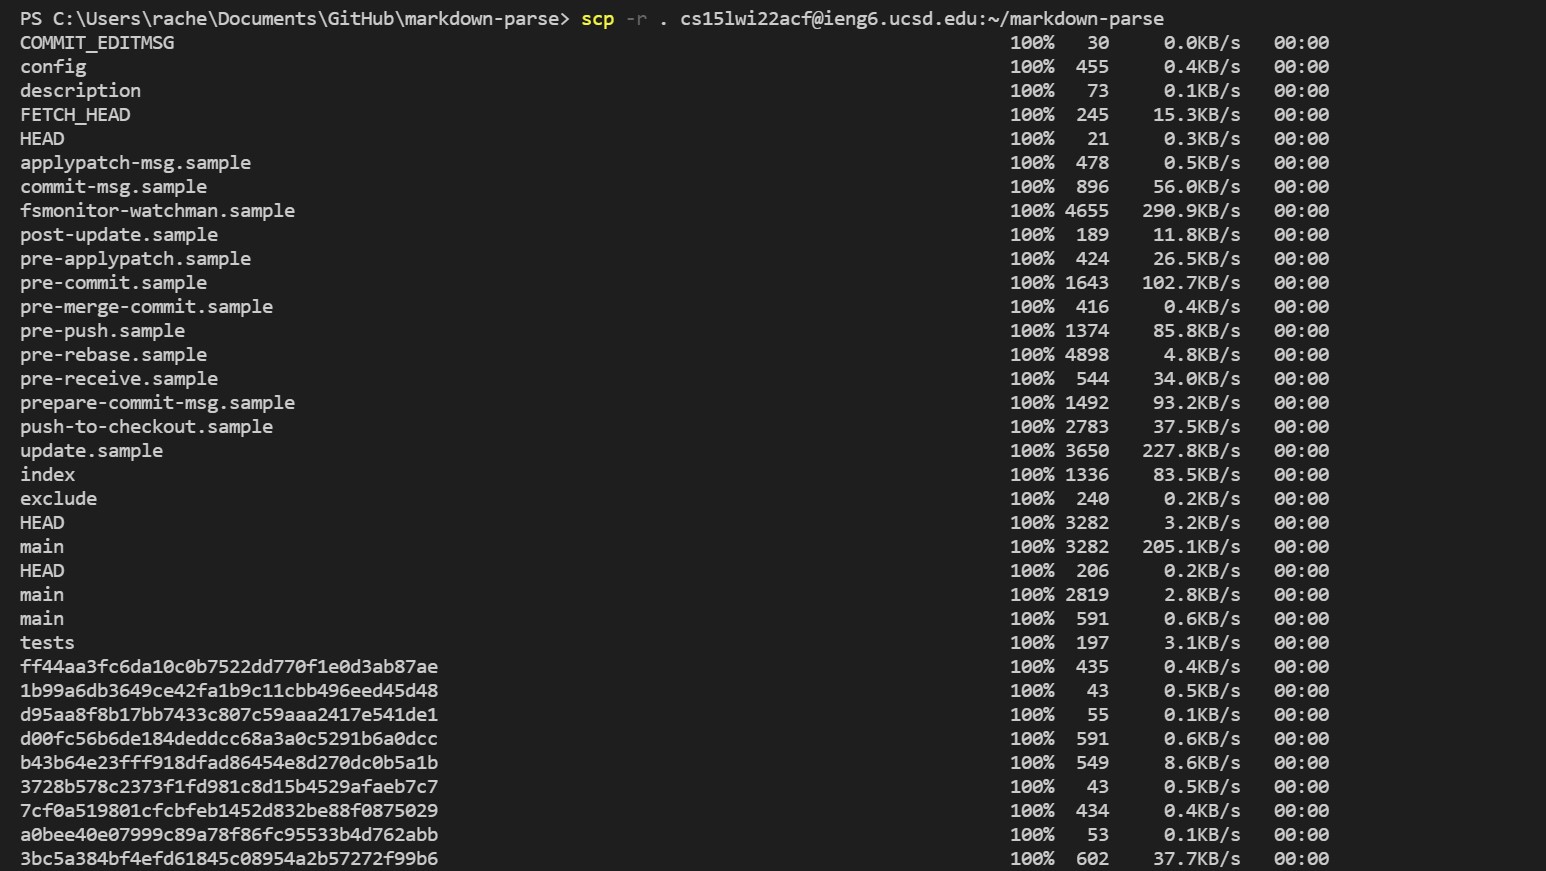 PS C:\Users\rache\Documents\GitHub\markdown-parse> scp -r . cs15lwi22acf@ieng6.ucsd.edu:~/markdown-parse
COMMIT_EDITMSG 100% 30 0.0KB/s 00:00
config 100% 455 0.4KB/s 00:00
description 100% 73 0.1KB/s 00:00
FETCH_HEAD 100% 245 15.3KB/s 00:00
HEAD 100% 21 0.3KB/s 00:00
applypatch-msg.sample 100% 478 0.5KB/s 00:00
commit-msg.sample 100% 896 56.0KB/s 00:00
fsmonitor-watchman.sample 100% 4655 290.9KB/s 00:00
post-update.sample 100% 189 11.8KB/s 00:00
pre-applypatch.sample 100% 424 26.5KB/s 00:00
pre-commit.sample 100% 1643 102.7KB/s 00:00
pre-merge-commit.sample 100% 416 0.4KB/s 00:00
pre-push.sample 100% 1374 85.8KB/s 00:00
pre-rebase.sample 100% 4898 4.8KB/s 00:00
pre-receive.sample 100% 544 34.0KB/s 00:00
prepare-commit-msg.sample 100% 1492 93.2KB/s 00:00
push-to-checkout.sample 100% 2783 37.5KB/s 00:00
update.sample 100% 3650 227.8KB/s 00:00
index 100% 1336 83.5KB/s 00:00
exclude 100% 240 0.2KB/s 00:00
HEAD 100% 3282 3.2KB/s 00:00
main 100% 3282 205.1KB/s 00:00
HEAD 100% 206 0.2KB/s 00:00
main 100% 2819 2.8KB/s 00:00
main 100% 591 0.6KB/s 00:00
tests 100% 197 3.1KB/s 00:00
ff44aa3fc6da10c0b7522dd770f1e0d3ab87ae 100% 435 0.4KB/s 00:00
1b99a6db3649ce42fa1b9c11cbb496eed45d48 100% 43 0.5KB/s 00:00
d95aa8f8b17bb7433c807c59aaa2417e541de1 100% 55 0.1KB/s 00:00
d00fc56b6de184deddcc68a3a0c5291b6a0dcc 100% 591 0.6KB/s 00:00
b43b64e23fff918dfad86454e8d270dc0b5a1b 100% 549 8.6KB/s 00:00
3728b578c2373f1fd981c8d15b4529afaeb7c7 100% 43 0.5KB/s 00:00
7cf0a519801cfcbfeb1452d832be88f0875029 100% 434 0.4KB/s 00:00
a0bee40e07999c89a78f86fc95533b4d762abb 100% 53 0.1KB/s 00:00
3bc5a384bf4efd61845c08954a2b57272f99b6 100% 602 37.7KB/s 00:00